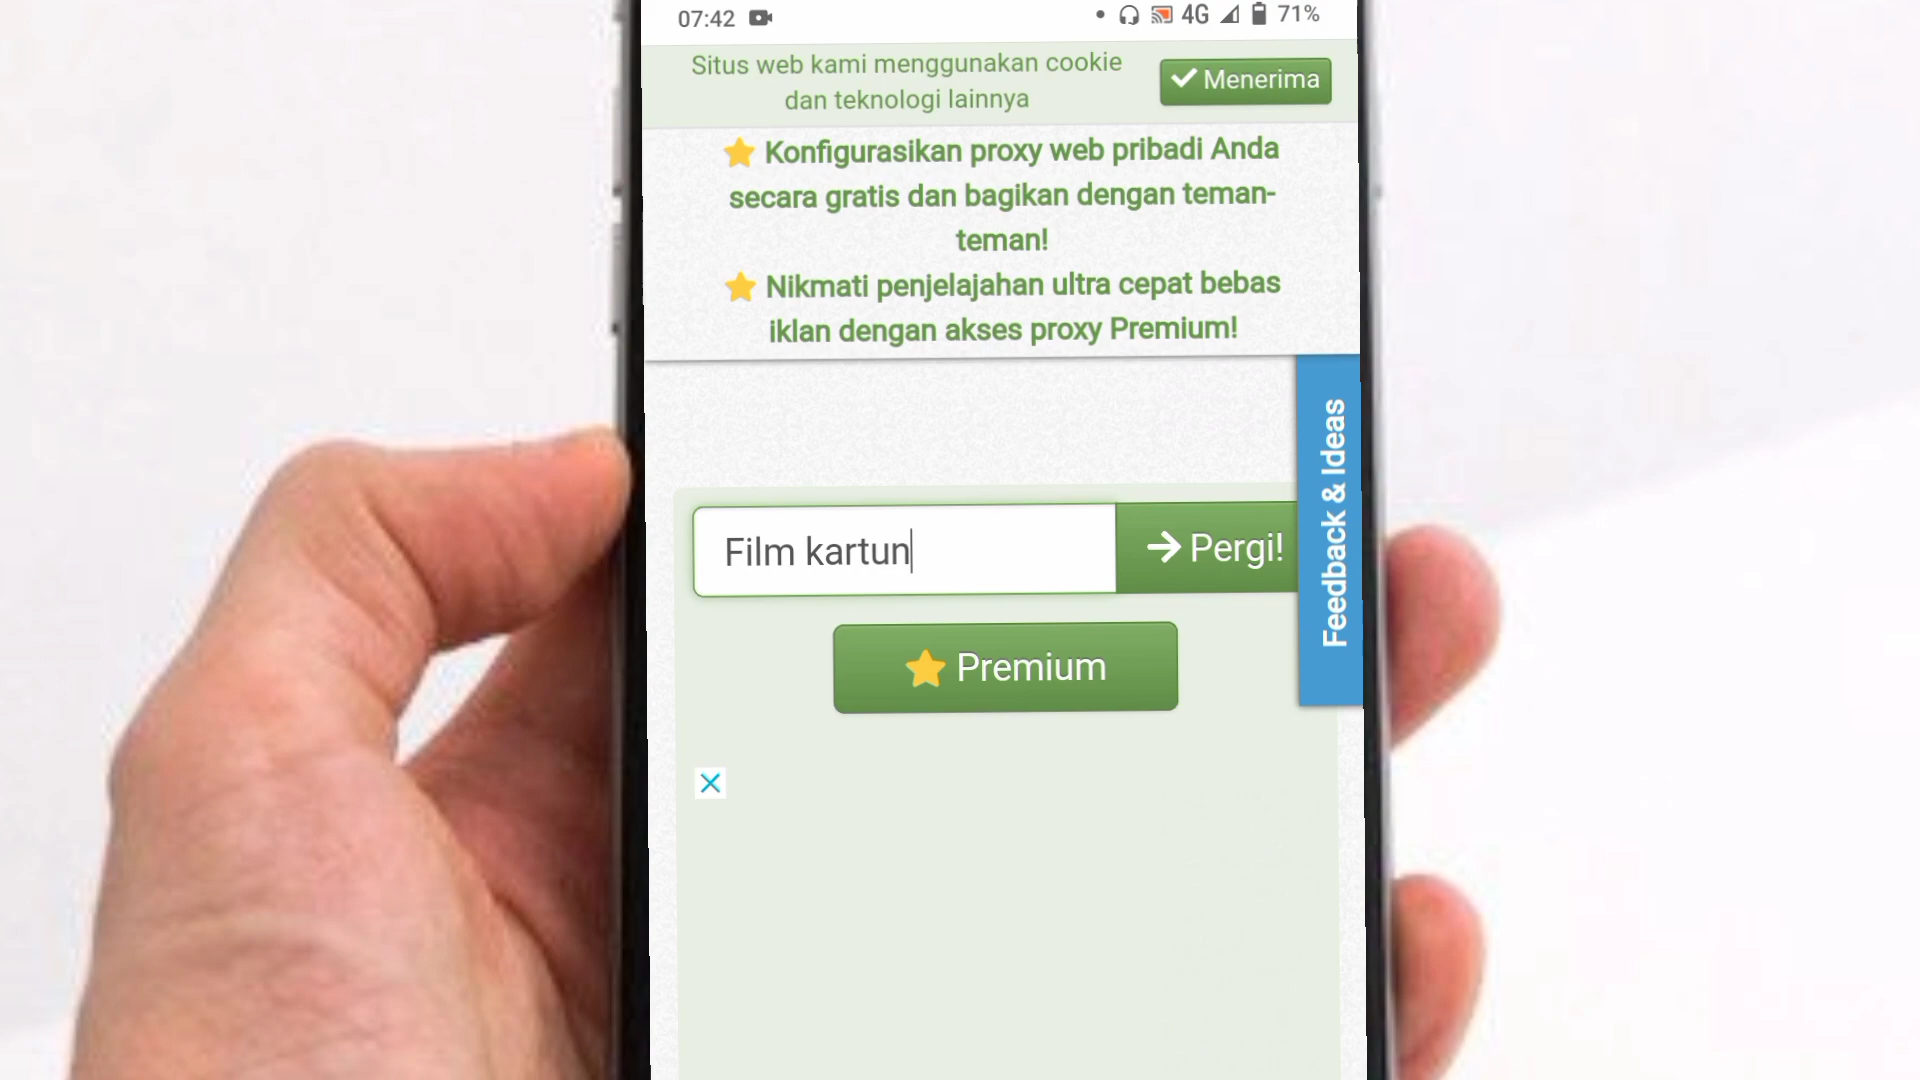 07:42
4G 71%
Situs web kami menggunakan cookie
dan teknologi lainnya
Menerima
Konfigurasikan proxy web pribadi Anda
secara gratis dan bagikan dengan teman-
teman!
Nikmati penjelajahan ultra cepat bebas
iklan dengan akses proxy Premium!
Feedback & Ideas
Film kartun
Pergi!
Premium